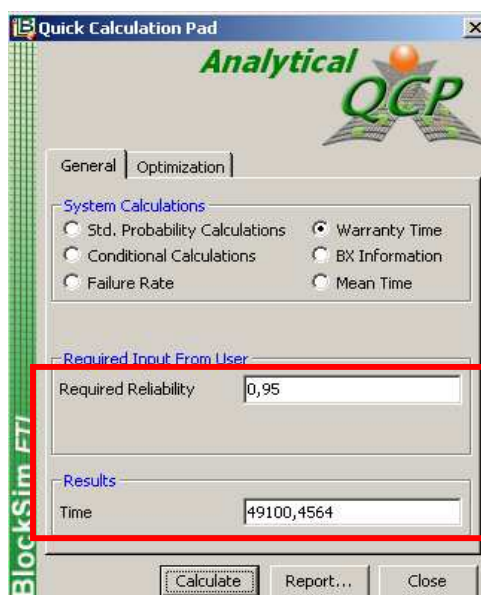 Quick Calculation Pad
Analytical
QCP
General Optimization
System Calculations
Std. Probability Calculations Warranty Time
Conditional Calculations BX Information
Failure Rate Mean Time
Required Input From User
Required Reliability 0,95
Results
Time 49100,4564
Calculate Report... Close
BlockSim FTI